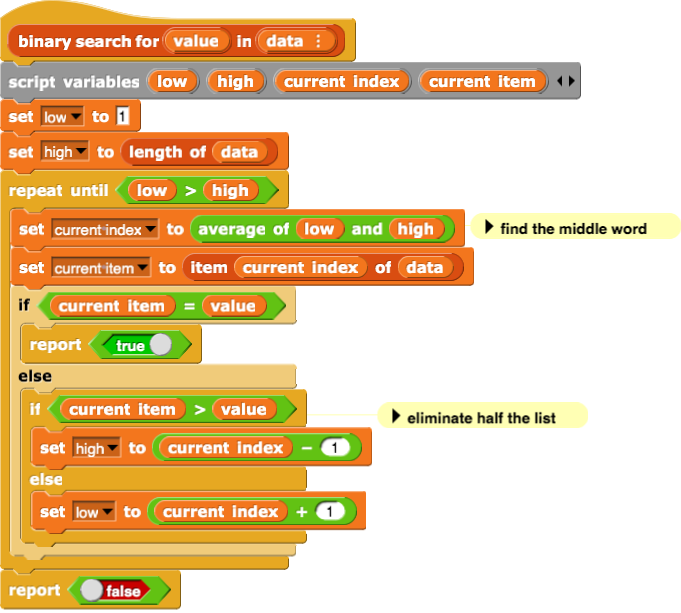 binary search for value in data ⋮
script variables low high current index current item
set low to 1
set high to length of data
repeat until low > high
set current index to average of low and high
find the middle word
set current item to item current index of data
if current item = value
report true
else
if current item > value
eliminate half the list
set high to current index - 1
else
set low to current index + 1
report false